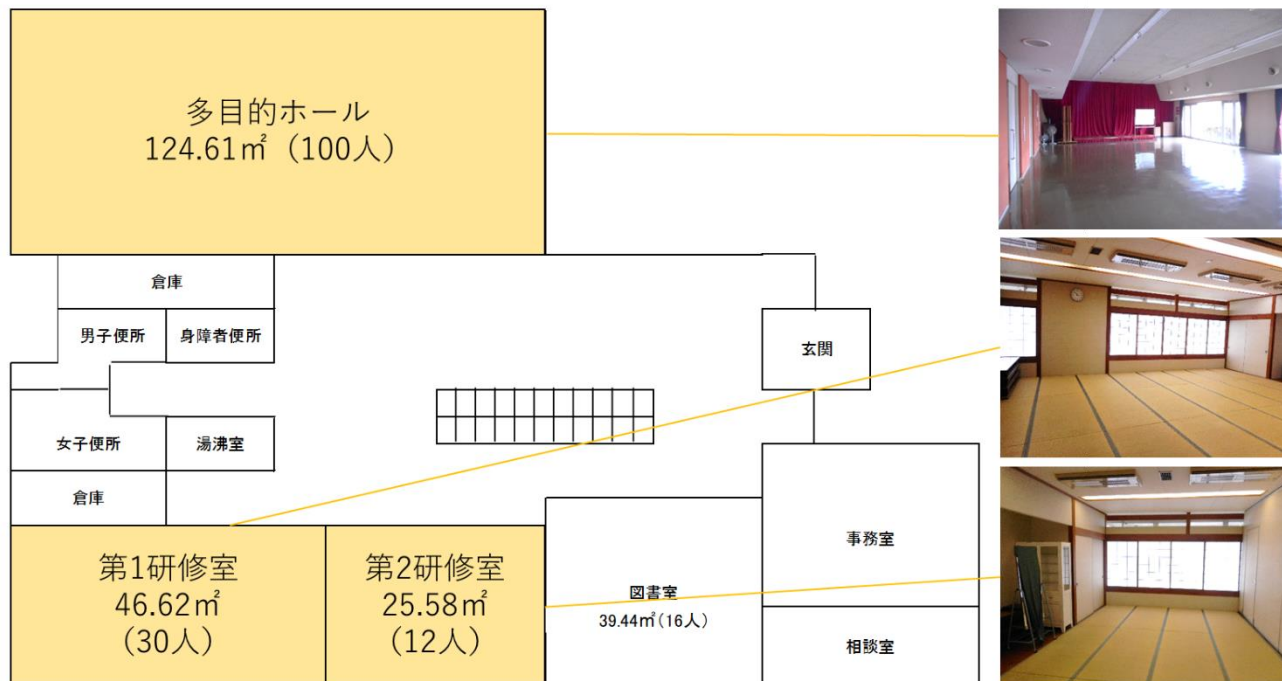 多目的ホール
124.61㎡（100人）
倉庫
男子便所
身障者便所
玄関
女子便所
湯沸室
倉庫
第1研修室
46.62㎡
(30人)
第2研修室
25.58㎡
(12人)
図書室
39.44㎡(16人)
事務室
相談室